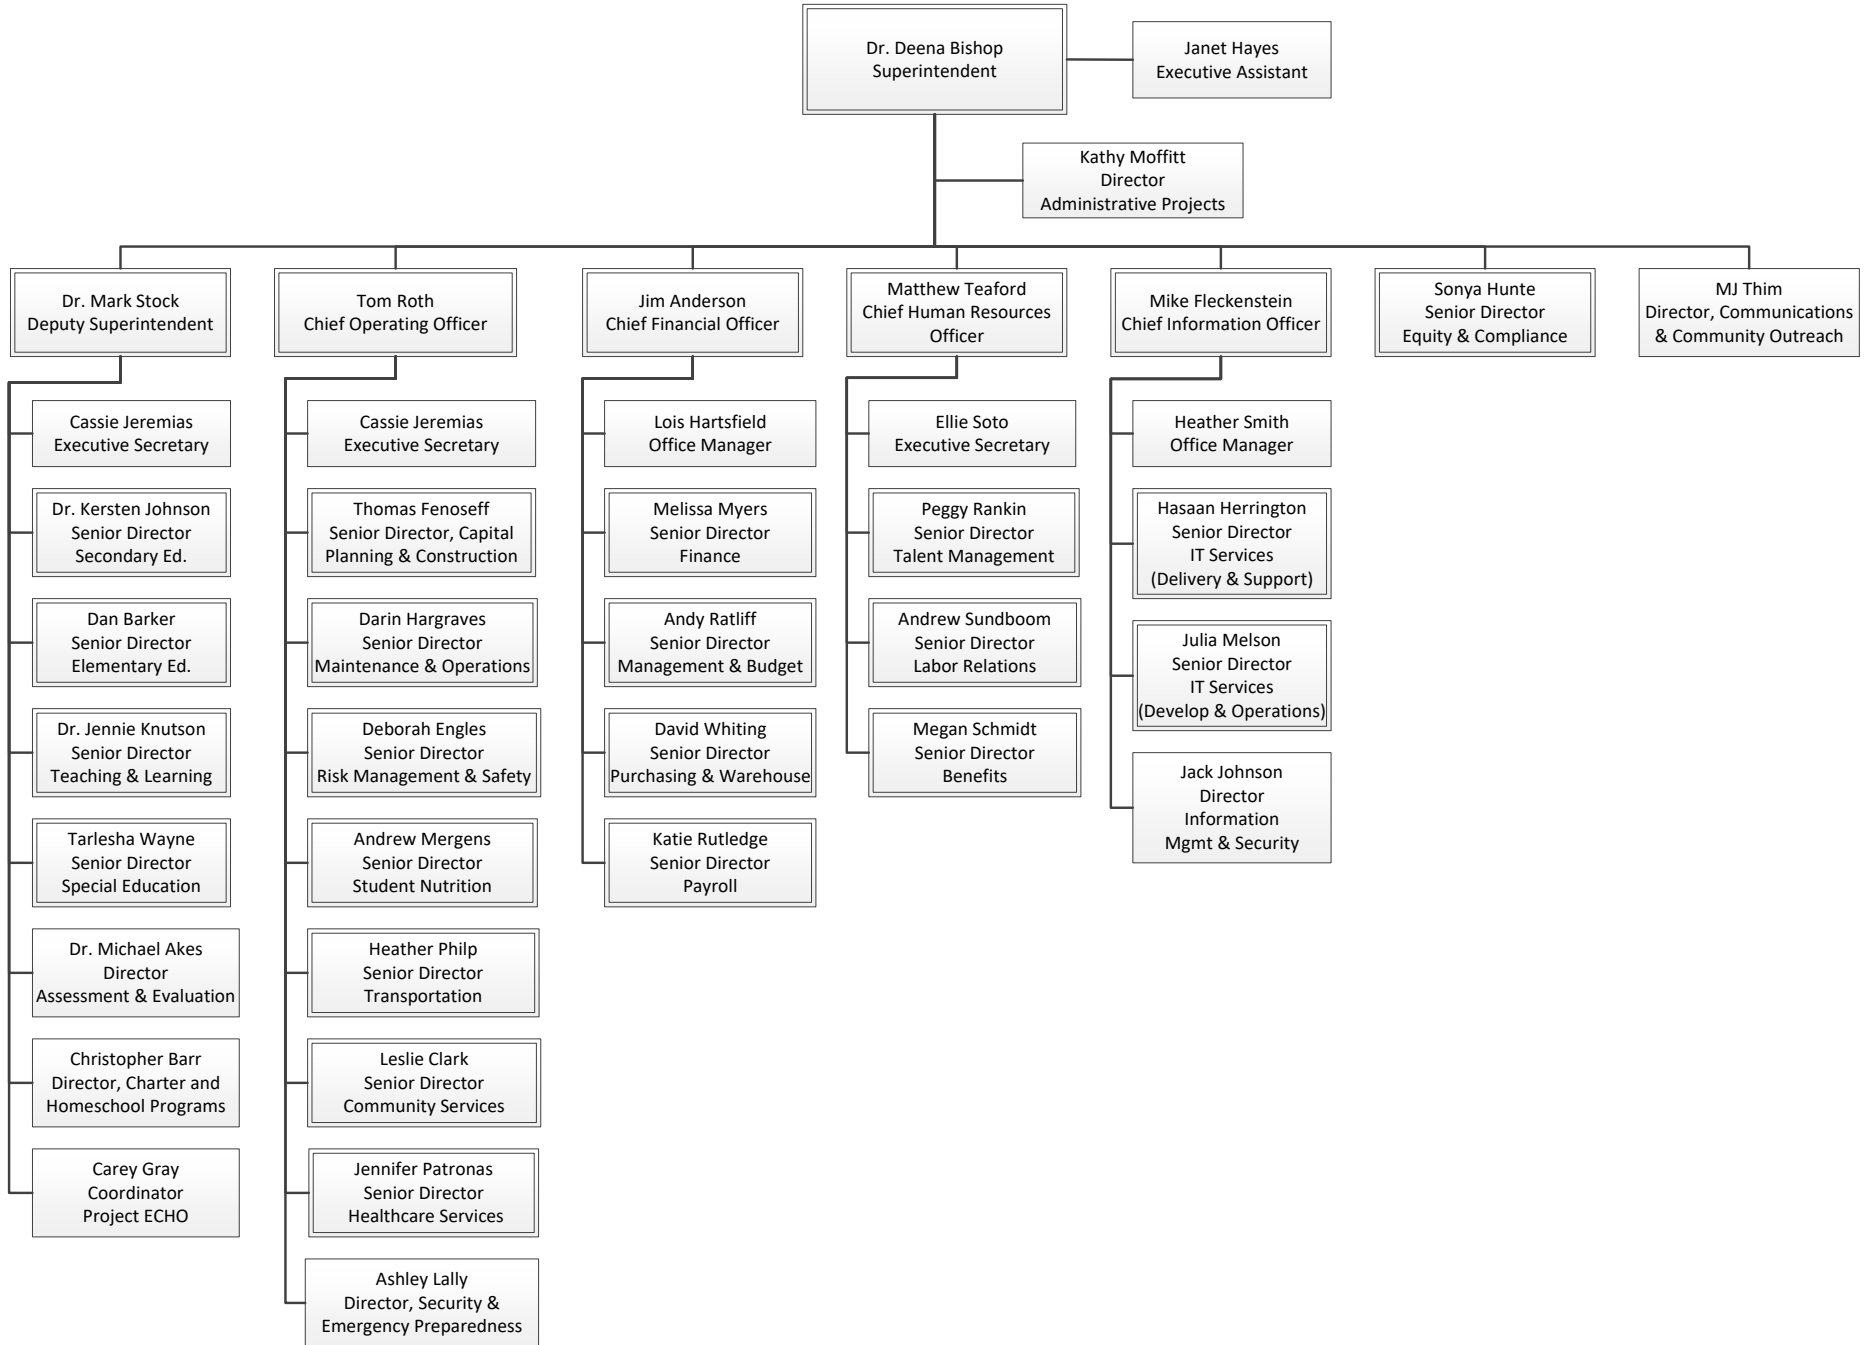 Dr. Deena Bishop
Superintendent
Janet Hayes
Executive Assistant
Kathy Moffitt
Director
Administrative Projects
Dr. Mark Stock
Deputy Superintendent
Tom Roth
Chief Operating Officer
Jim Anderson
Chief Financial Officer
Matthew Teaford
Chief Human Resources
Officer
Mike Fleckenstein
Chief Information Officer
Sonya Hunte
Senior Director
Equity & Compliance
MJ Thim
Director, Communications
& Community Outreach
Cassie Jeremias
Executive Secretary
Dr. Kersten Johnson
Senior Director
Secondary Ed.
Dan Barker
Senior Director
Elementary Ed.
Dr. Jennie Knutson
Senior Director
Teaching & Learning
Tarlesha Wayne
Senior Director
Special Education
Dr. Michael Akes
Director
Assessment & Evaluation
Christopher Barr
Director, Charter and
Homeschool Programs
Carey Gray
Coordinator
Project ECHO
Cassie Jeremias
Executive Secretary
Thomas Fenoseff
Senior Director, Capital
Planning & Construction
Darin Hargraves
Senior Director
Maintenance & Operations
Deborah Engles
Senior Director
Risk Management & Safety
Andrew Mergens
Senior Director
Student Nutrition
Heather Philp
Senior Director
Transportation
Leslie Clark
Senior Director
Community Services
Jennifer Patronas
Senior Director
Healthcare Services
Ashley Lally
Director, Security &
Emergency Preparedness
Lois Hartsfield
Office Manager
Melissa Myers
Senior Director
Finance
Andy Ratliff
Senior Director
Management & Budget
David Whiting
Senior Director
Purchasing & Warehouse
Katie Rutledge
Senior Director
Payroll
Ellie Soto
Executive Secretary
Peggy Rankin
Senior Director
Talent Management
Andrew Sundboom
Senior Director
Labor Relations
Megan Schmidt
Senior Director
Benefits
Heather Smith
Office Manager
Hasaan Herrington
Senior Director
IT Services
(Delivery & Support)
Julia Melson
Senior Director
IT Services
(Develop & Operations)
Jack Johnson
Director
Information
Mgmt & Security